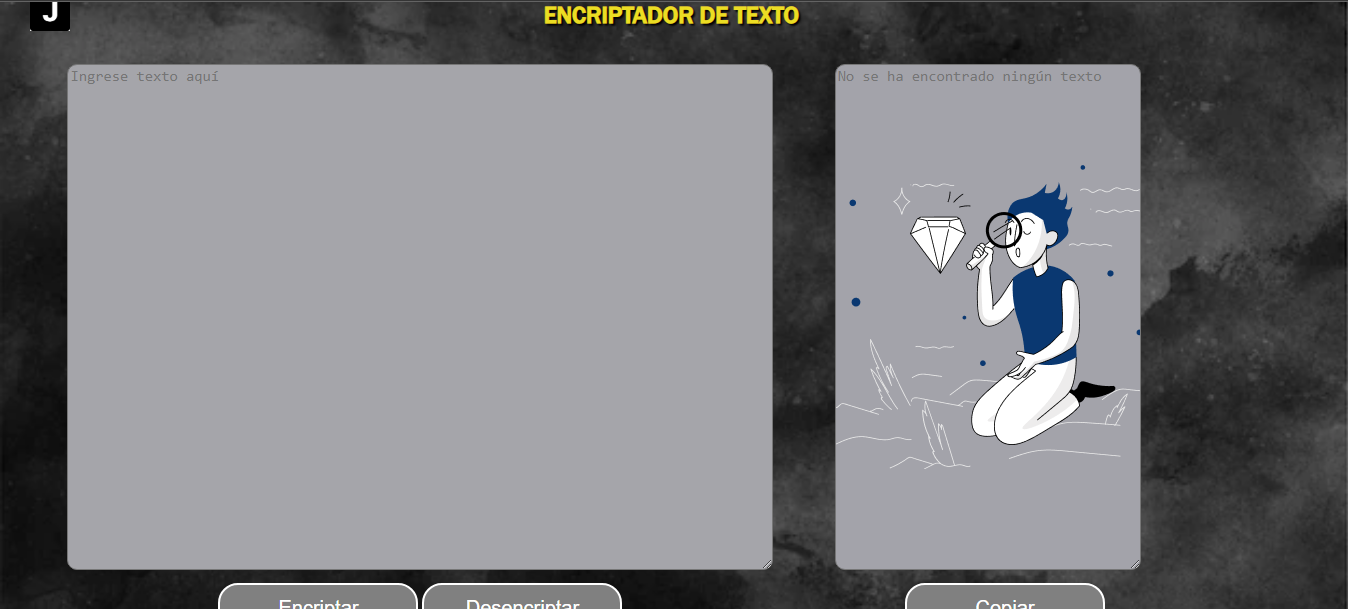 J
ENCRIPTADOR DE TEXTO
Ingrese texto aquí
No se ha encontrado ningún texto
Encriptar
Desencriptar
Copiar